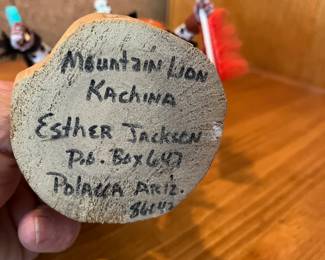 Mountain Lion
Kachina
Esther Jackson
P.O. Box 647
Polacca Ariz.
86042